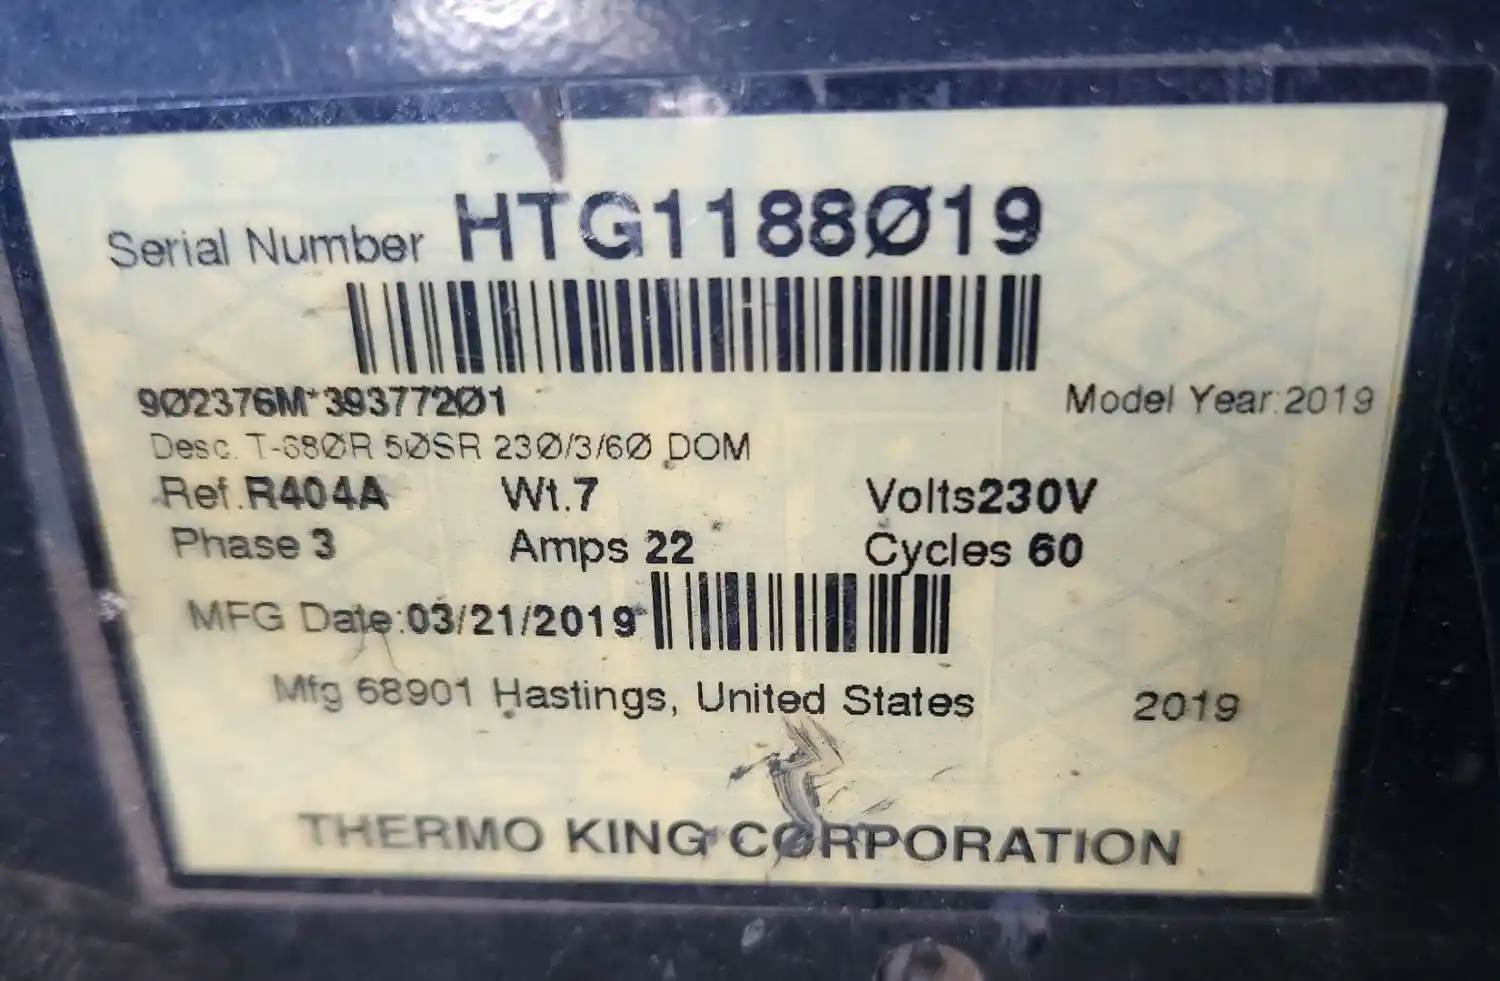 Serial Number HTG1188Ø19
9Ø2376M*393772Ø1 Model Year:2019
Desc. T-68ØR 5ØSR 23Ø/3/6Ø DOM
Ref.R404A Wt.7 Volts230V
Phase 3 Amps 22 Cycles 60
MFG Date:03/21/2019
Mfg 68901 Hastings, United States 2019
THERMO KING CORPORATION